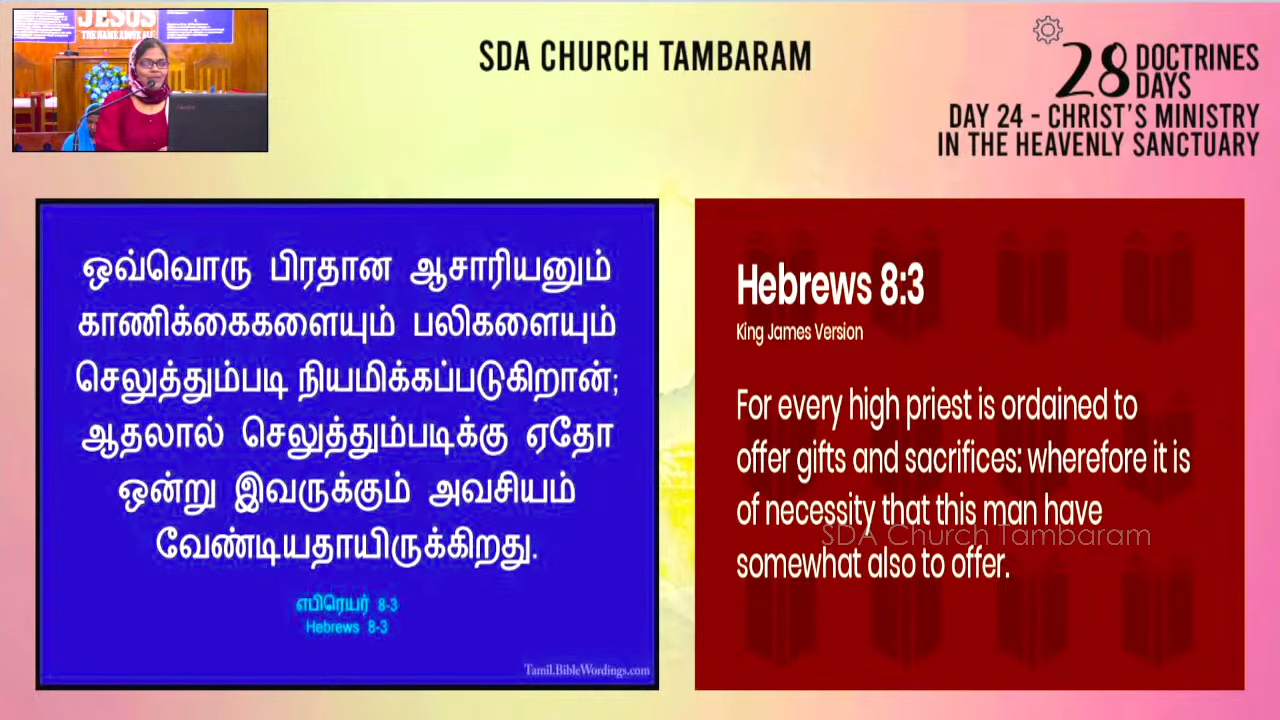 JESUS
THE NAME ABOVE ALL
SDA CHURCH TAMBARAM
28 DOCTRINES
DAYS
DAY 24 - CHRIST'S MINISTRY
IN THE HEAVENLY SANCTUARY
ஒவ்வொரு பிரதான ஆசாரியனும்
காணிக்கைகளையும் பலிகளையும்
செலுத்தும்படி நியமிக்கப்படுகிறான்;
ஆதலால் செலுத்தும்படிக்கு ஏதோ
ஒன்று இவருக்கும் அவசியம்
வேண்டியதாயிருக்கிறது.
எபிரெயர் 8-3
Hebrews 8-3
Tamil.BibleWordings.com
Hebrews 8:3
King James Version
For every high priest is ordained to
offer gifts and sacrifices: wherefore it is
of necessity that this man have
SDA Church Tambaram
somewhat also to offer.